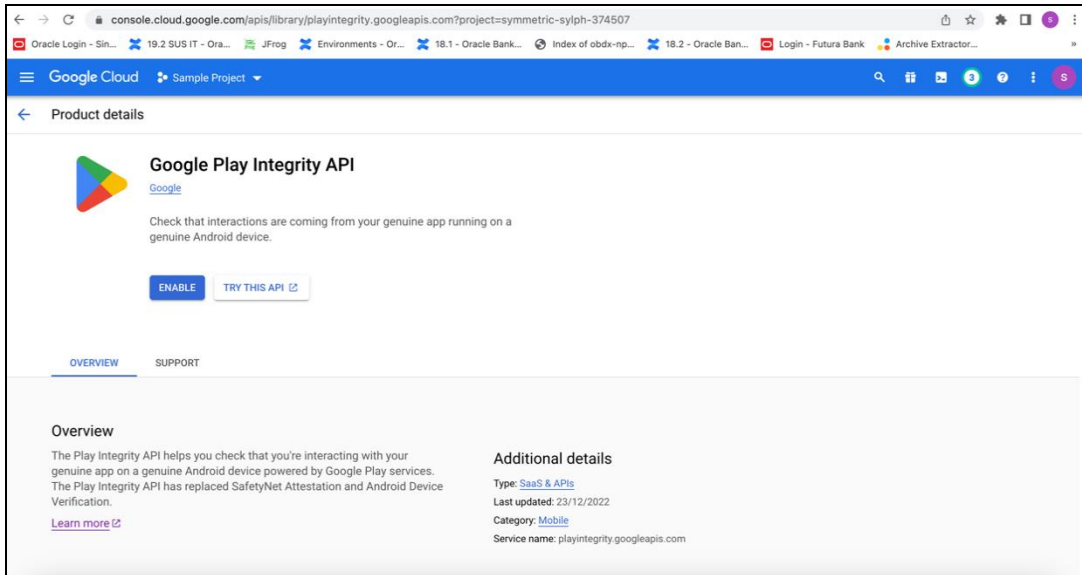 console.cloud.google.com/apis/library/playintegrity.googleapis.com?project=symmetric-sylph-374507
Oracle Login - Sin... 19.2 SUS IT - Ora... JFrog Environments - Or... 18.1 - Oracle Bank... Index of obdx-np... 18.2 - Oracle Ban... Login - Futura Bank Archive Extractor... »
Google Cloud Sample Project 3 S
Product details
Google Play Integrity API
Google
Check that interactions are coming from your genuine app running on a
genuine Android device.
ENABLE TRY THIS API
OVERVIEW SUPPORT
Overview
The Play Integrity API helps you check that you're interacting with your
genuine app on a genuine Android device powered by Google Play services.
The Play Integrity API has replaced SafetyNet Attestation and Android Device
Verification.
Learn more
Additional details
Type: SaaS & APIs
Last updated: 23/12/2022
Category: Mobile
Service name: playintegrity.googleapis.com